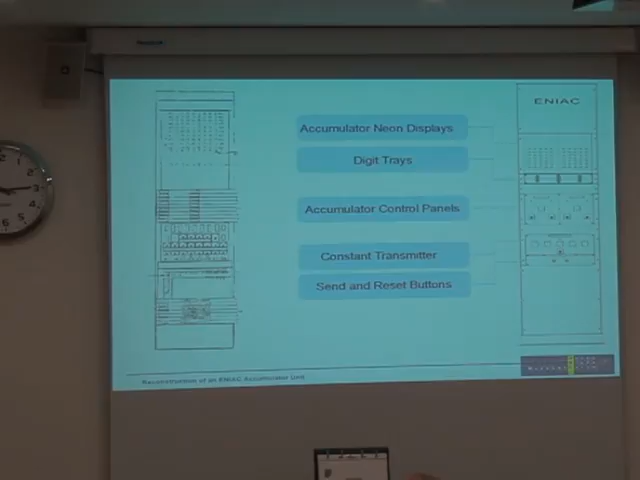 ENIAC
Accumulator Neon Displays
Digit Trays
Accumulator Control Panels
Constant Transmitter
Send and Reset Buttons
Reconstruction of an ENIAC Accumulator Unit